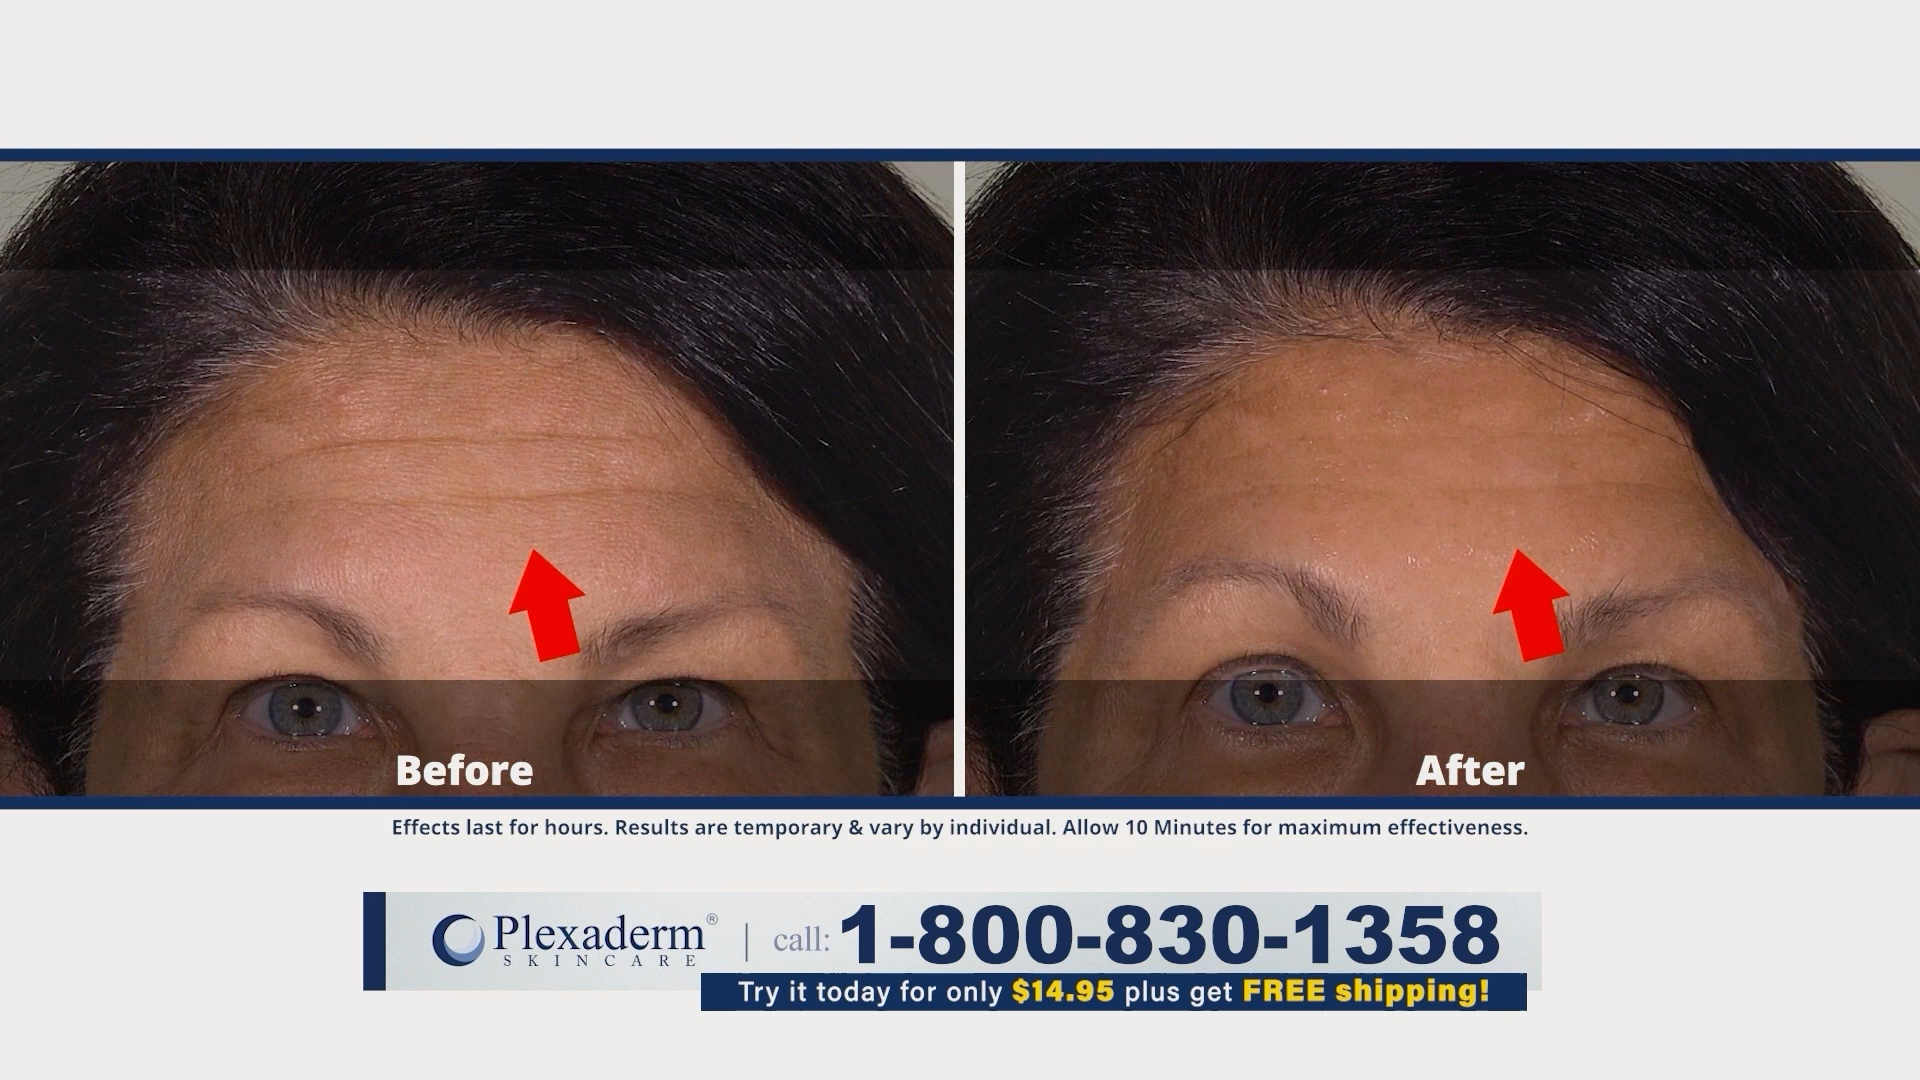 Before
After
Effects last for hours. Results are temporary & vary by individual. Allow 10 Minutes for maximum effectiveness.
Plexaderm®
SKINCARE
call: 1-800-830-1358
Try it today for only $14.95 plus get FREE shipping!